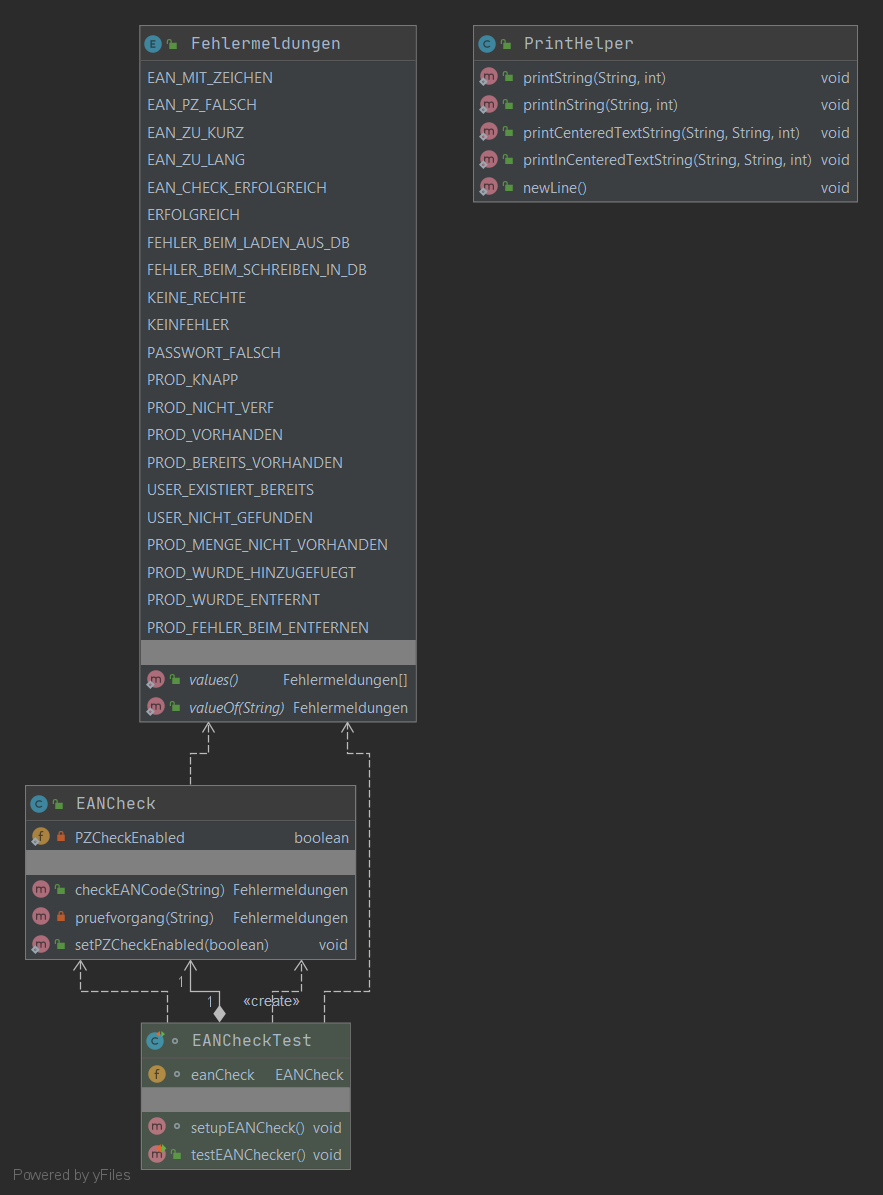 Fehlermeldungen
EAN_MIT_ZEICHEN
EAN_PZ_FALSCH
EAN_ZU_KURZ
EAN_ZU_LANG
EAN_CHECK_ERFOLGREICH
ERFOLGREICH
FEHLER_BEIM_LADEN_AUS_DB
FEHLER_BEIM_SCHREIBEN_IN_DB
KEINE_RECHTE
KEINFEHLER
PASSWORT_FALSCH
PROD_KNAPP
PROD_NICHT_VERF
PROD_VORHANDEN
PROD_BEREITS_VORHANDEN
USER_EXISTIERT_BEREITS
USER_NICHT_GEFUNDEN
PROD_MENGE_NICHT_VORHANDEN
PROD_WURDE_HINZUGEFUEGT
PROD_WURDE_ENTFERNT
PROD_FEHLER_BEIM_ENTFERNEN
values() Fehlermeldungen[]
valueOf(String) Fehlermeldungen
PrintHelper
printString(String, int) void
printlnString(String, int) void
printCenteredTextString(String, String, int) void
printlnCenteredTextString(String, String, int) void
newLine() void
EANCheck
PZCheckEnabled boolean
checkEANCode(String) Fehlermeldungen
pruefvorgang(String) Fehlermeldungen
setPZCheckEnabled(boolean) void
1
1 «create»
EANCheckTest
eanCheck EANCheck
setupEANCheck() void
testEANChecker() void
Powered by yFiles